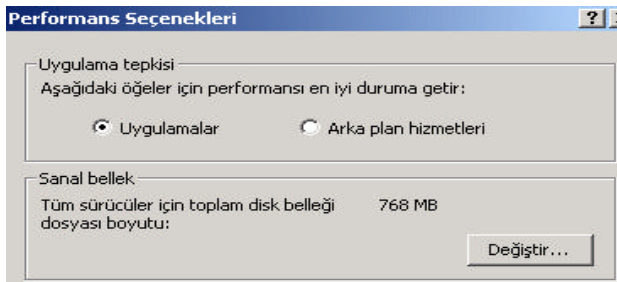 Performans Seçenekleri
Uygulama tepkisi
Aşağıdaki öğeler için performansı en iyi duruma getir:
Uygulamalar Arka plan hizmetleri
Sanal bellek
Tüm sürücüler için toplam disk belleği 768 MB
dosyası boyutu:
Değiştir...